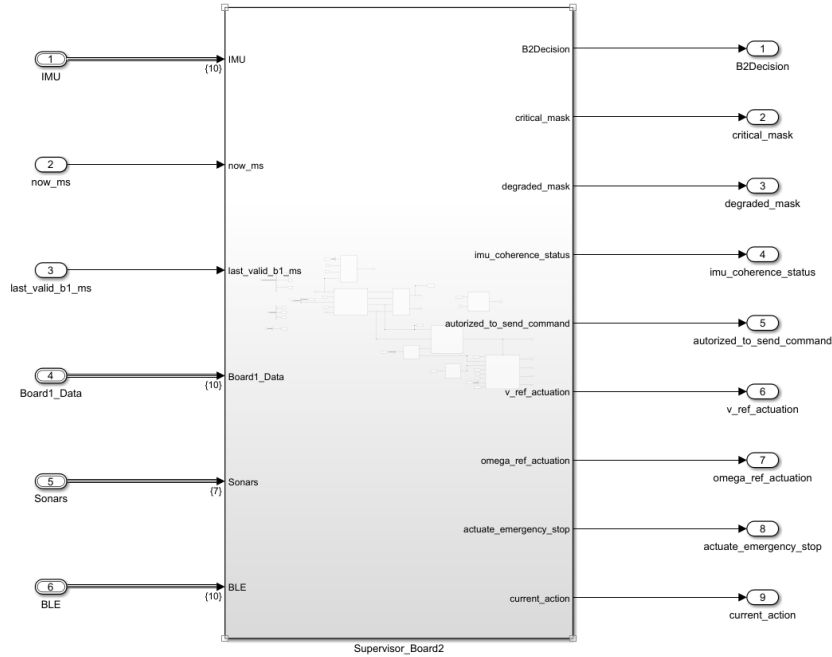 1
IMU
{10}
IMU
2
now_ms
now_ms
3
last_valid_b1_ms
last_valid_b1_ms
4
Board1_Data
{10}
Board1_Data
5
Sonars
{7}
Sonars
6
BLE
{10}
BLE
B2Decision
1
B2Decision
critical_mask
2
critical_mask
degraded_mask
3
degraded_mask
imu_coherence_status
4
imu_coherence_status
autorized_to_send_command
5
autorized_to_send_command
v_ref_actuation
6
v_ref_actuation
omega_ref_actuation
7
omega_ref_actuation
actuate_emergency_stop
8
actuate_emergency_stop
current_action
9
current_action
Supervisor_Board2